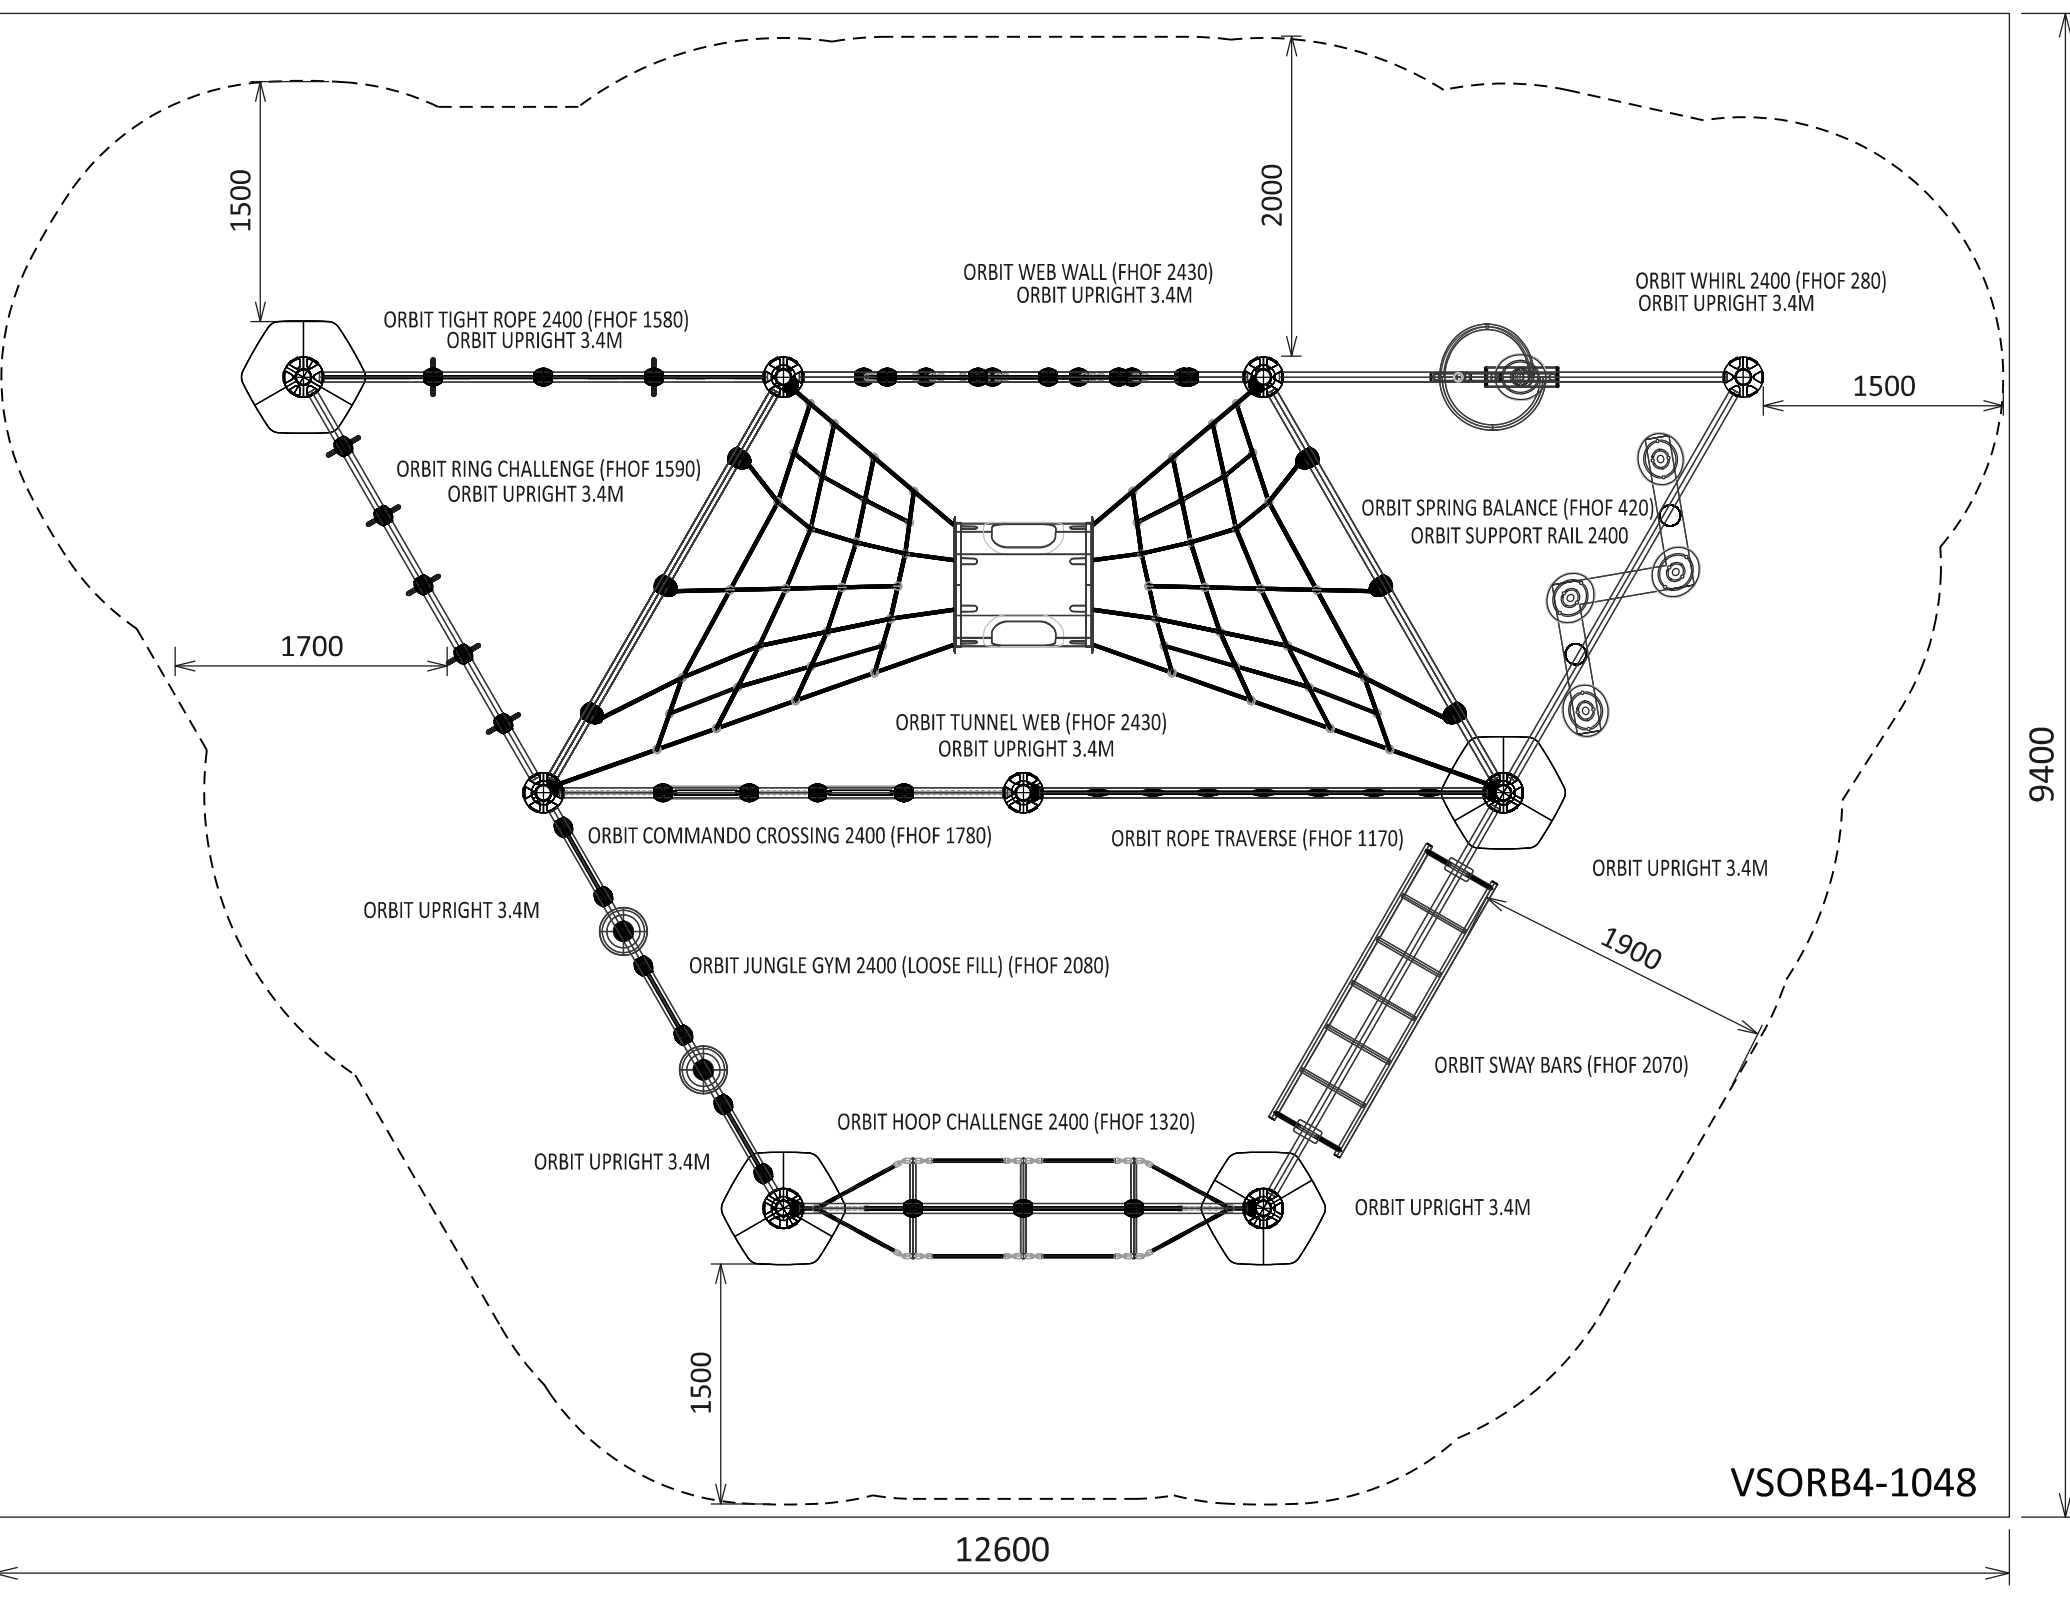 1500
2000
ORBIT WEB WALL (FHOF 2430)
ORBIT UPRIGHT 3.4M
ORBIT WHIRL 2400 (FHOF 280)
ORBIT UPRIGHT 3.4M
ORBIT TIGHT ROPE 2400 (FHOF 1580)
ORBIT UPRIGHT 3.4M
1500
ORBIT RING CHALLENGE (FHOF 1590)
ORBIT UPRIGHT 3.4M
ORBIT SPRING BALANCE (FHOF 420)
ORBIT SUPPORT RAIL 2400
1700
ORBIT TUNNEL WEB (FHOF 2430)
ORBIT UPRIGHT 3.4M
9400
ORBIT COMMANDO CROSSING 2400 (FHOF 1780)
ORBIT ROPE TRAVERSE (FHOF 1170)
ORBIT UPRIGHT 3.4M
ORBIT UPRIGHT 3.4M
1900
ORBIT JUNGLE GYM 2400 (LOOSE FILL) (FHOF 2080)
ORBIT SWAY BARS (FHOF 2070)
ORBIT HOOP CHALLENGE 2400 (FHOF 1320)
ORBIT UPRIGHT 3.4M
ORBIT UPRIGHT 3.4M
1500
VSORB4-1048
12600